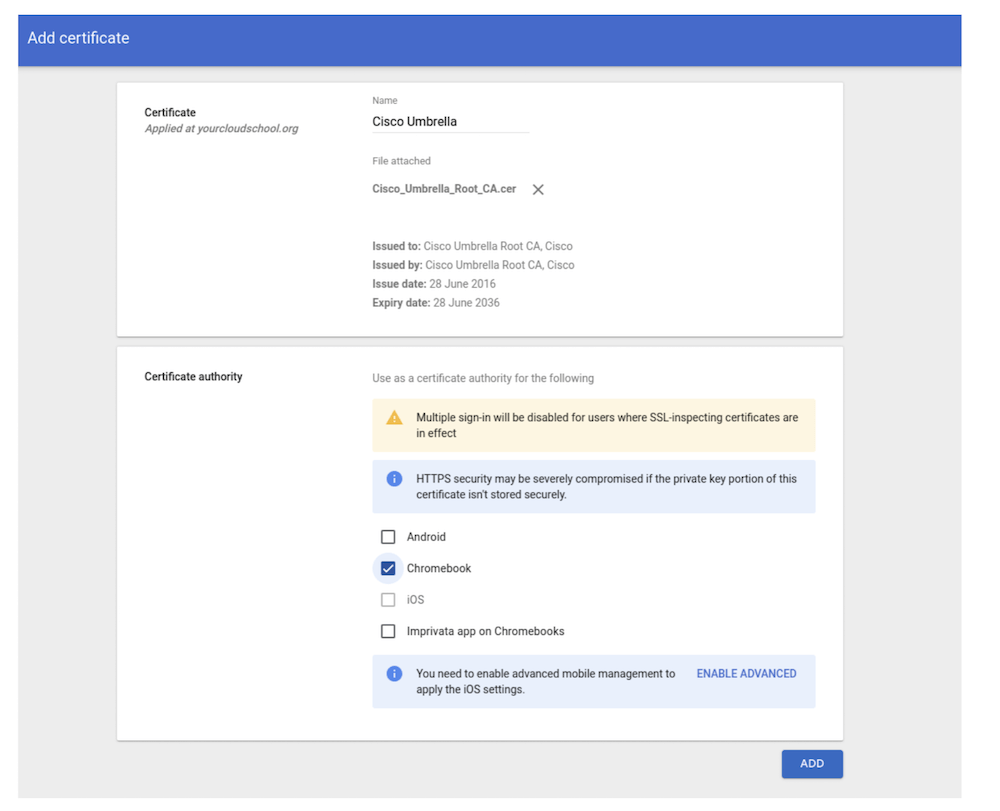 Add certificate
Certificate
Applied at yourcloudschool.org
Name
Cisco Umbrella
File attached
Cisco_Umbrella_Root_CA.cer
Issued to: Cisco Umbrella Root CA, Cisco
Issued by: Cisco Umbrella Root CA, Cisco
Issue date: 28 June 2016
Expiry date: 28 June 2036
Certificate authority
Use as a certificate authority for the following
Multiple sign-in will be disabled for users where SSL-inspecting certificates are
in effect
HTTPS security may be severely compromised if the private key portion of this
certificate isn't stored securely.
Android
Chromebook
iOS
Imprivata app on Chromebooks
You need to enable advanced mobile management to
apply the iOS settings.
ENABLE ADVANCED
ADD